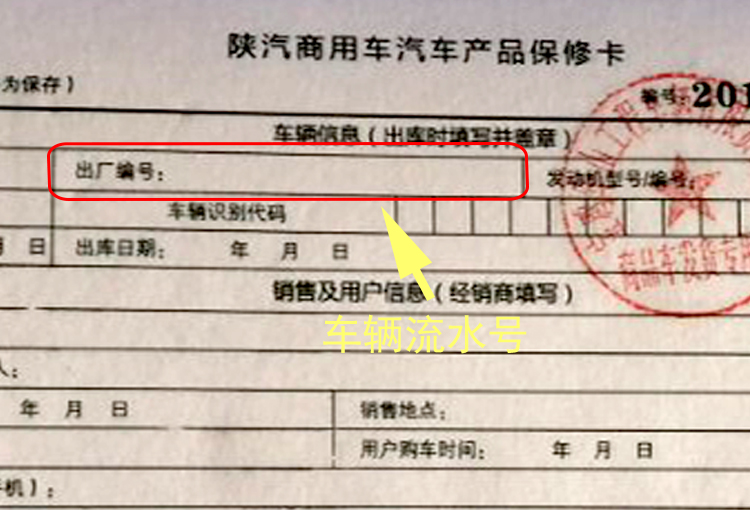 陕汽商用车汽车产品保修卡
为保存）
编号：201
车辆信息（出库时填写并盖章）
出厂编号：
发动机型号/编号：
车辆识别代码
日 出库日期： 年 月 日
商品车发货专用
销售及用户信息（经销商填写）
车辆流水号
人：
年 月 日 销售地点：
用户购车时间： 年 月 日
机）：